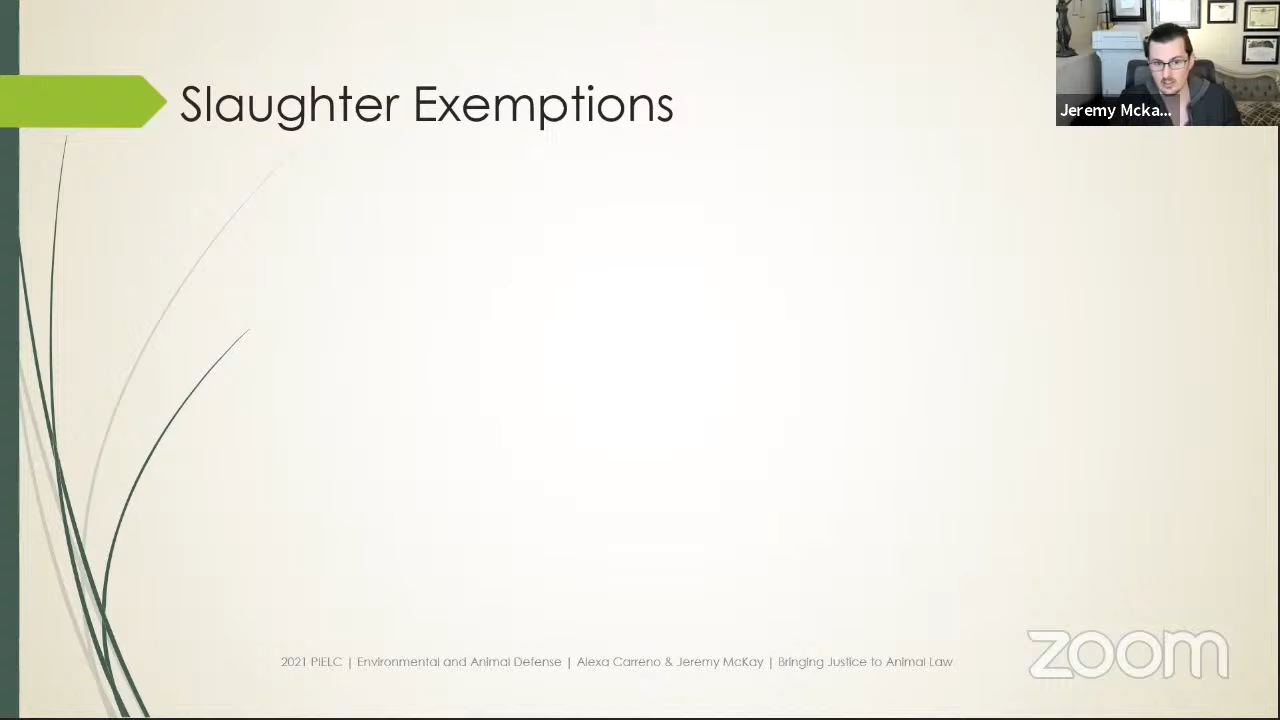 Slaughter Exemptions
Jeremy Mcka...
2021 PIELC | Environmental and Animal Defense | Alexa Carreno & Jeremy McKay | Bringing Justice to Animal Law
zoom